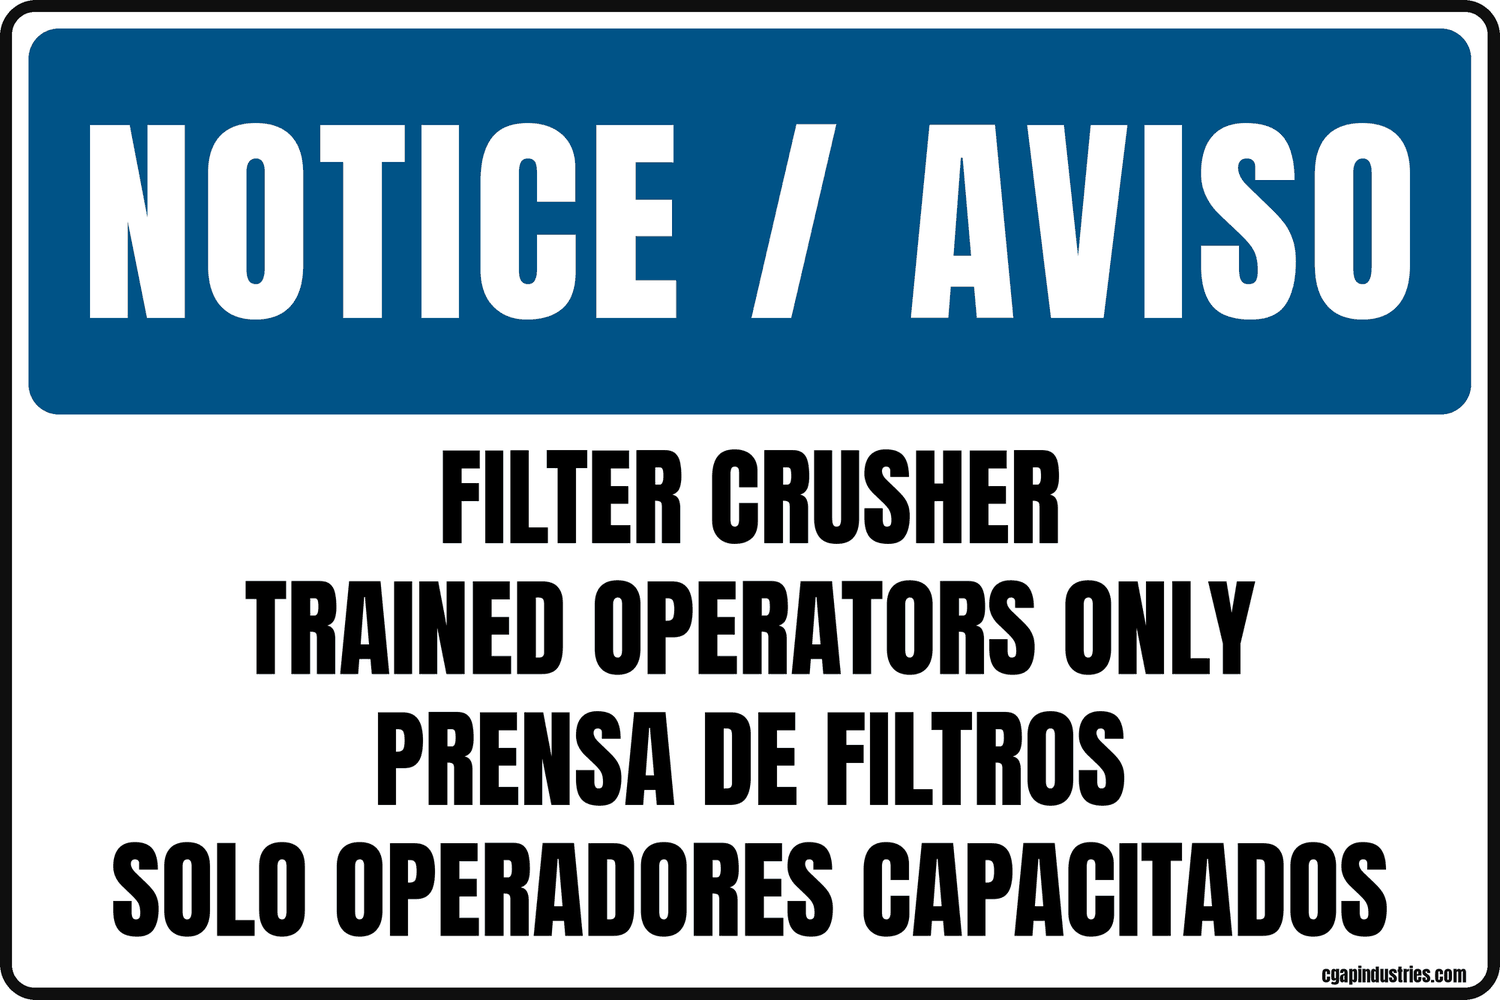 NOTICE / AVISO
FILTER CRUSHER
TRAINED OPERATORS ONLY
PRENSA DE FILTROS
SOLO OPERADORES CAPACITADOS
cgapindustries.com